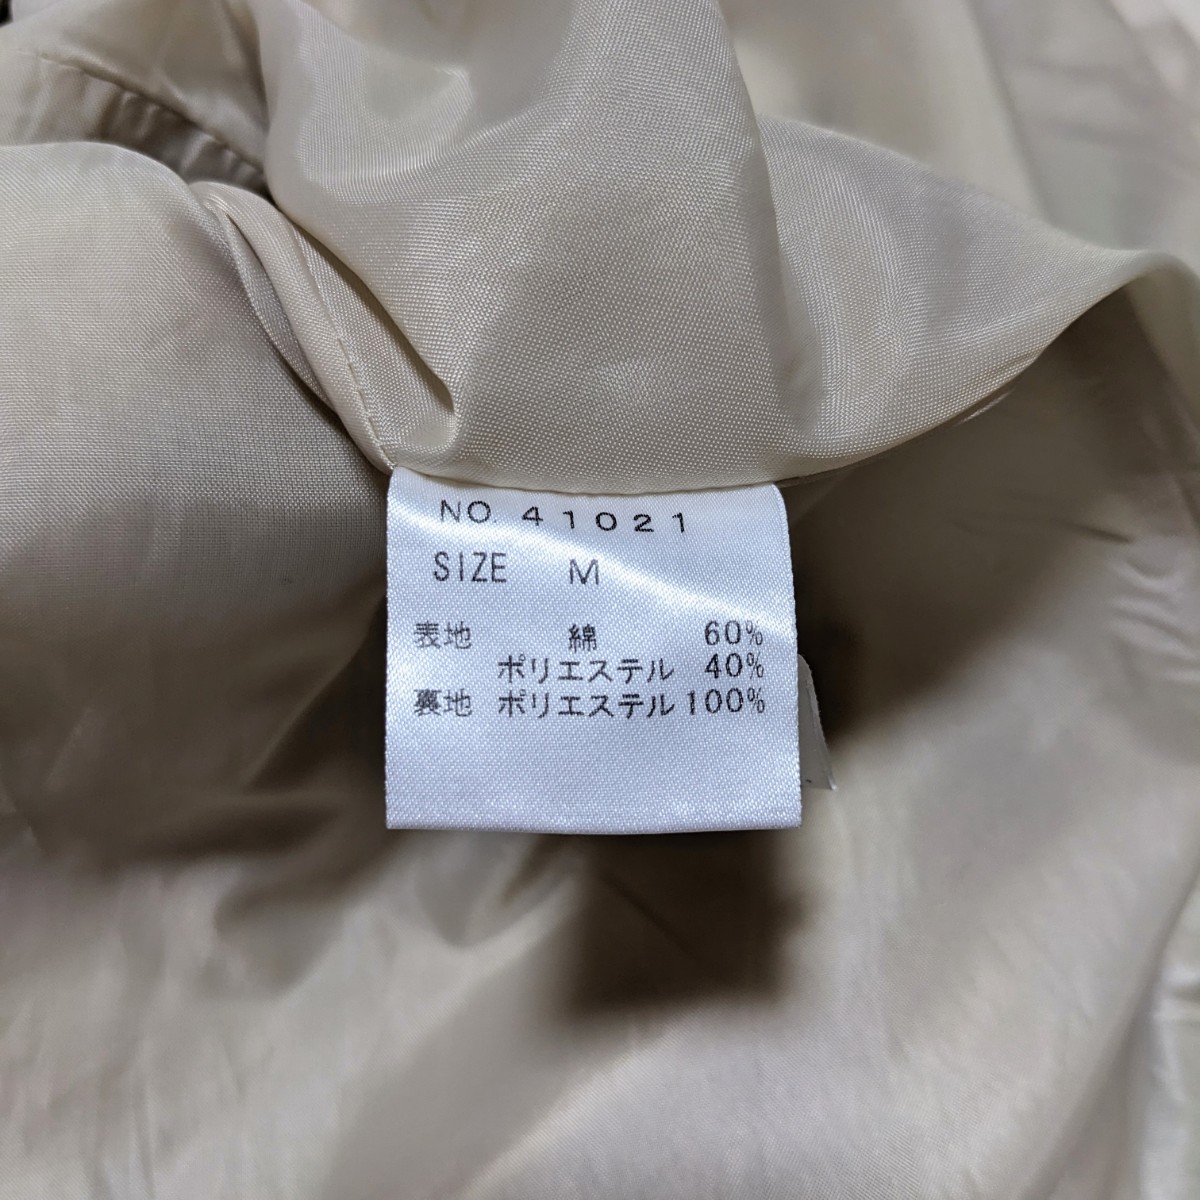 NO. 41021
SIZE M
表地 綿 60%
ポリエステル 40%
裏地 ポリエステル 100%